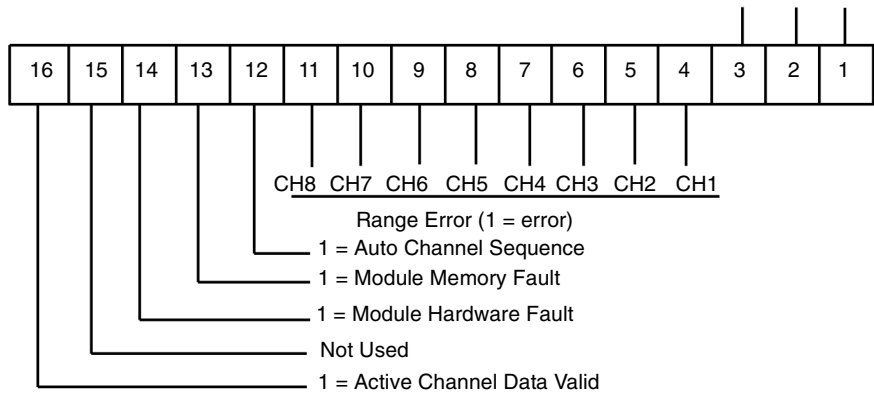 16 15 14 13 12 11 10 9 8 7 6 5 4 3 2 1
CH8 CH7 CH6 CH5 CH4 CH3 CH2 CH1
Range Error (1 = error)
1 = Auto Channel Sequence
1 = Module Memory Fault
1 = Module Hardware Fault
Not Used
1 = Active Channel Data Valid